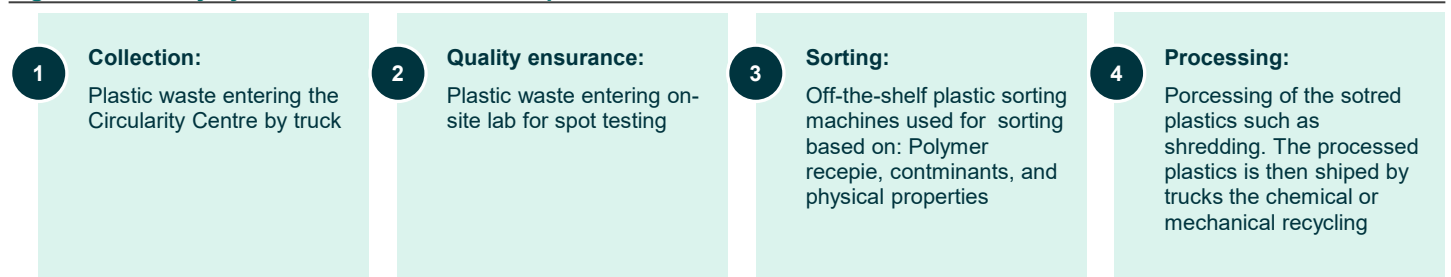 1
Collection:
Plastic waste entering the
Circularity Centre by truck
2
Quality ensurance:
Plastic waste entering on-
site lab for spot testing
3
Sorting:
Off-the-shelf plastic sorting
machines used for  sorting
based on: Polymer
recepie, contminants, and
physical properties
4
Processing:
Porcessing of the sotred
plastics such as
shredding. The processed
plastics is then shiped by
trucks the chemical or
mechanical recycling